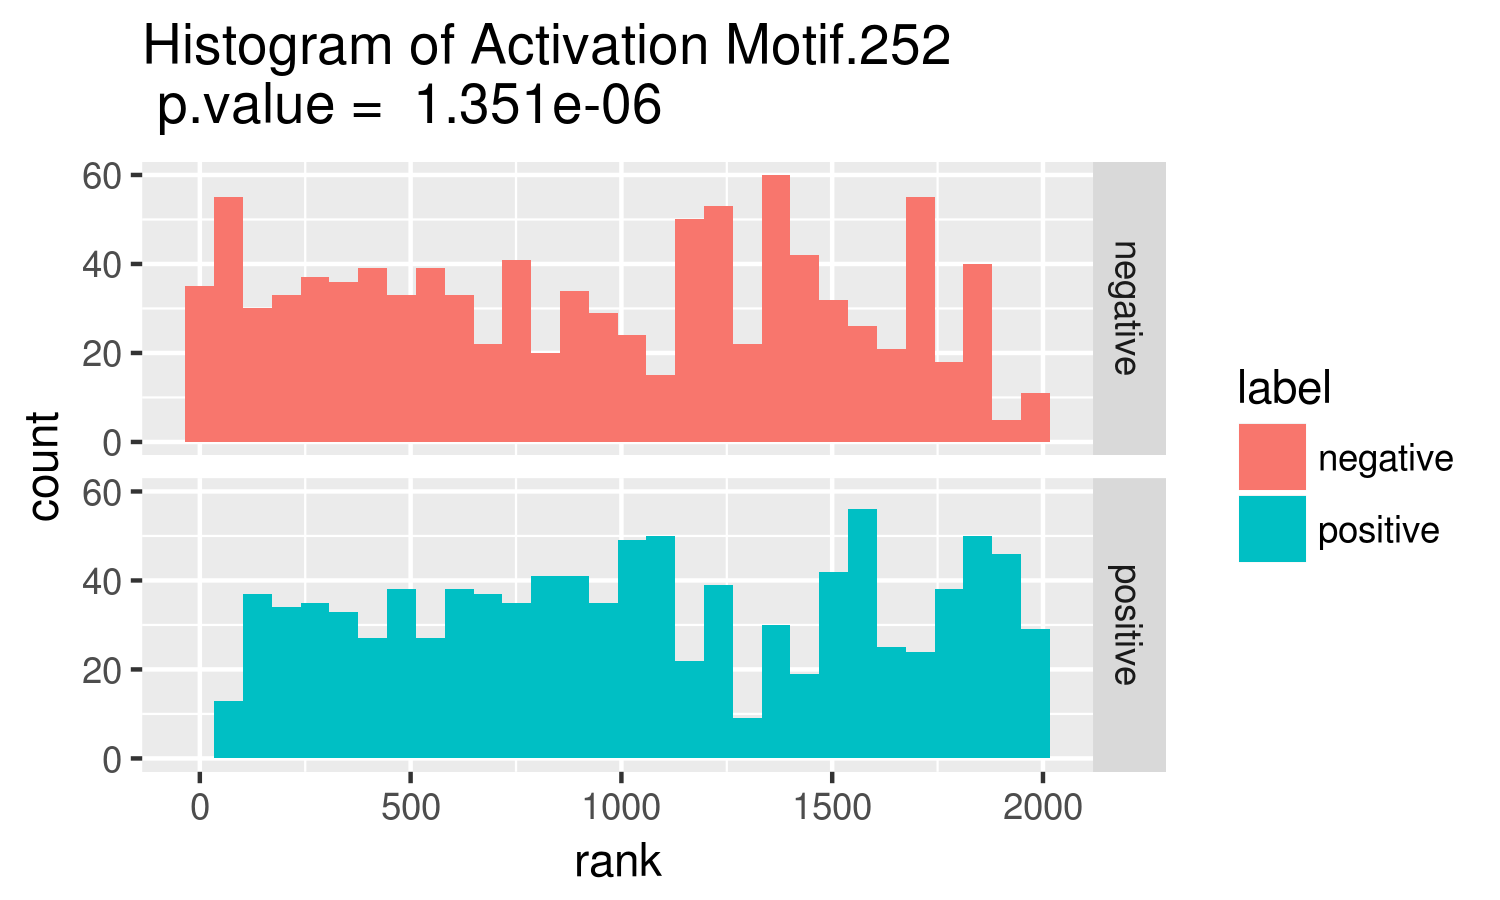 Histogram of Activation Motif.252
p.value = 1.351e-06
60
40
20
0
negative
60
40
20
0
positive
count
0 500 1000 1500 2000
rank
label
negative
positive